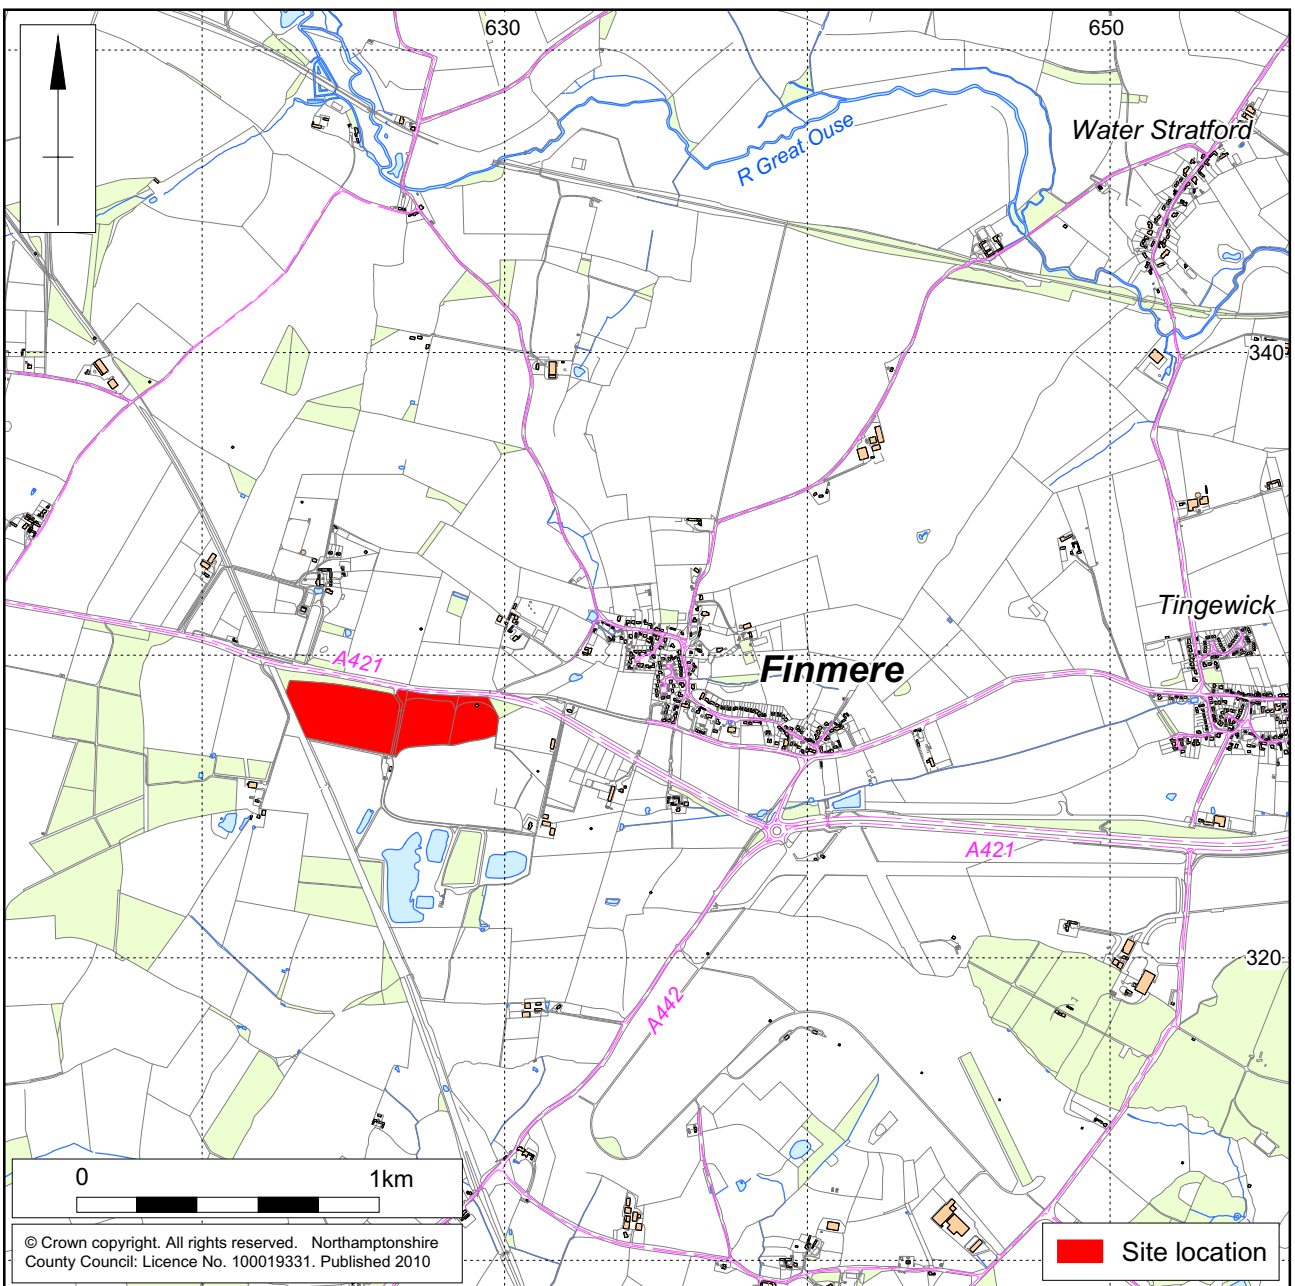 630
650
Water Stratford
R Great Ouse
340
Tingewick
A421
Finmere
A421
320
A442
0 1km
© Crown copyright. All rights reserved. Northamptonshire
County Council: Licence No. 100019331. Published 2010
Site location